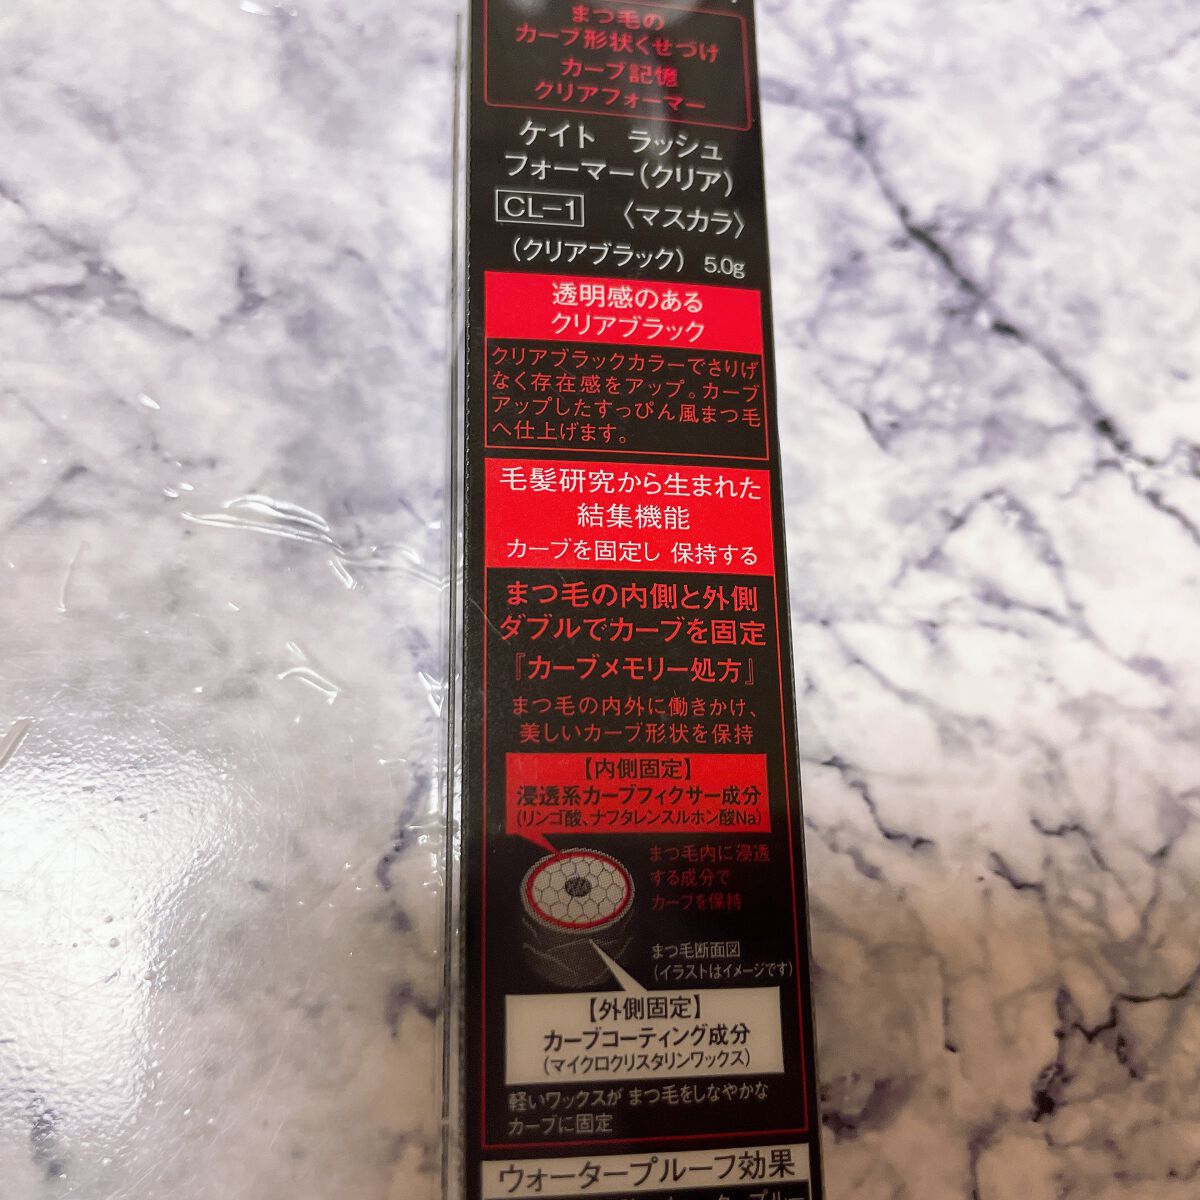 まつ毛の
カーブ形状くせづけ
カーブ記憶
クリアフォーマー
ケイト ラッシュ
フォーマー(クリア)
CL-1 〈マスカラ〉
(クリアブラック) 5.0g
透明感のある
クリアブラック
クリアブラックカラーでさりげ
なく存在感をアップ。カーブ
アップしたすっぴん風まつ毛
へ仕上げます。
毛髪研究から生まれた
結集機能
カーブを固定し 保持する
まつ毛の内側と外側
ダブルでカーブを固定
『カーブメモリー処方』
まつ毛の内外に働きかけ、
美しいカーブ形状を保持
【内側固定】
浸透系カーブフィクサー成分
(リンゴ酸、ナフタレンスルホン酸Na)
まつ毛内に浸透
する成分で
カーブを保持
まつ毛断面図
(イラストはイメージです)
【外側固定】
カーブコーティング成分
(マイクロクリスタリンワックス)
軽いワックスが まつ毛をしなやかな
カーブに固定
ウォータープルーフ効果